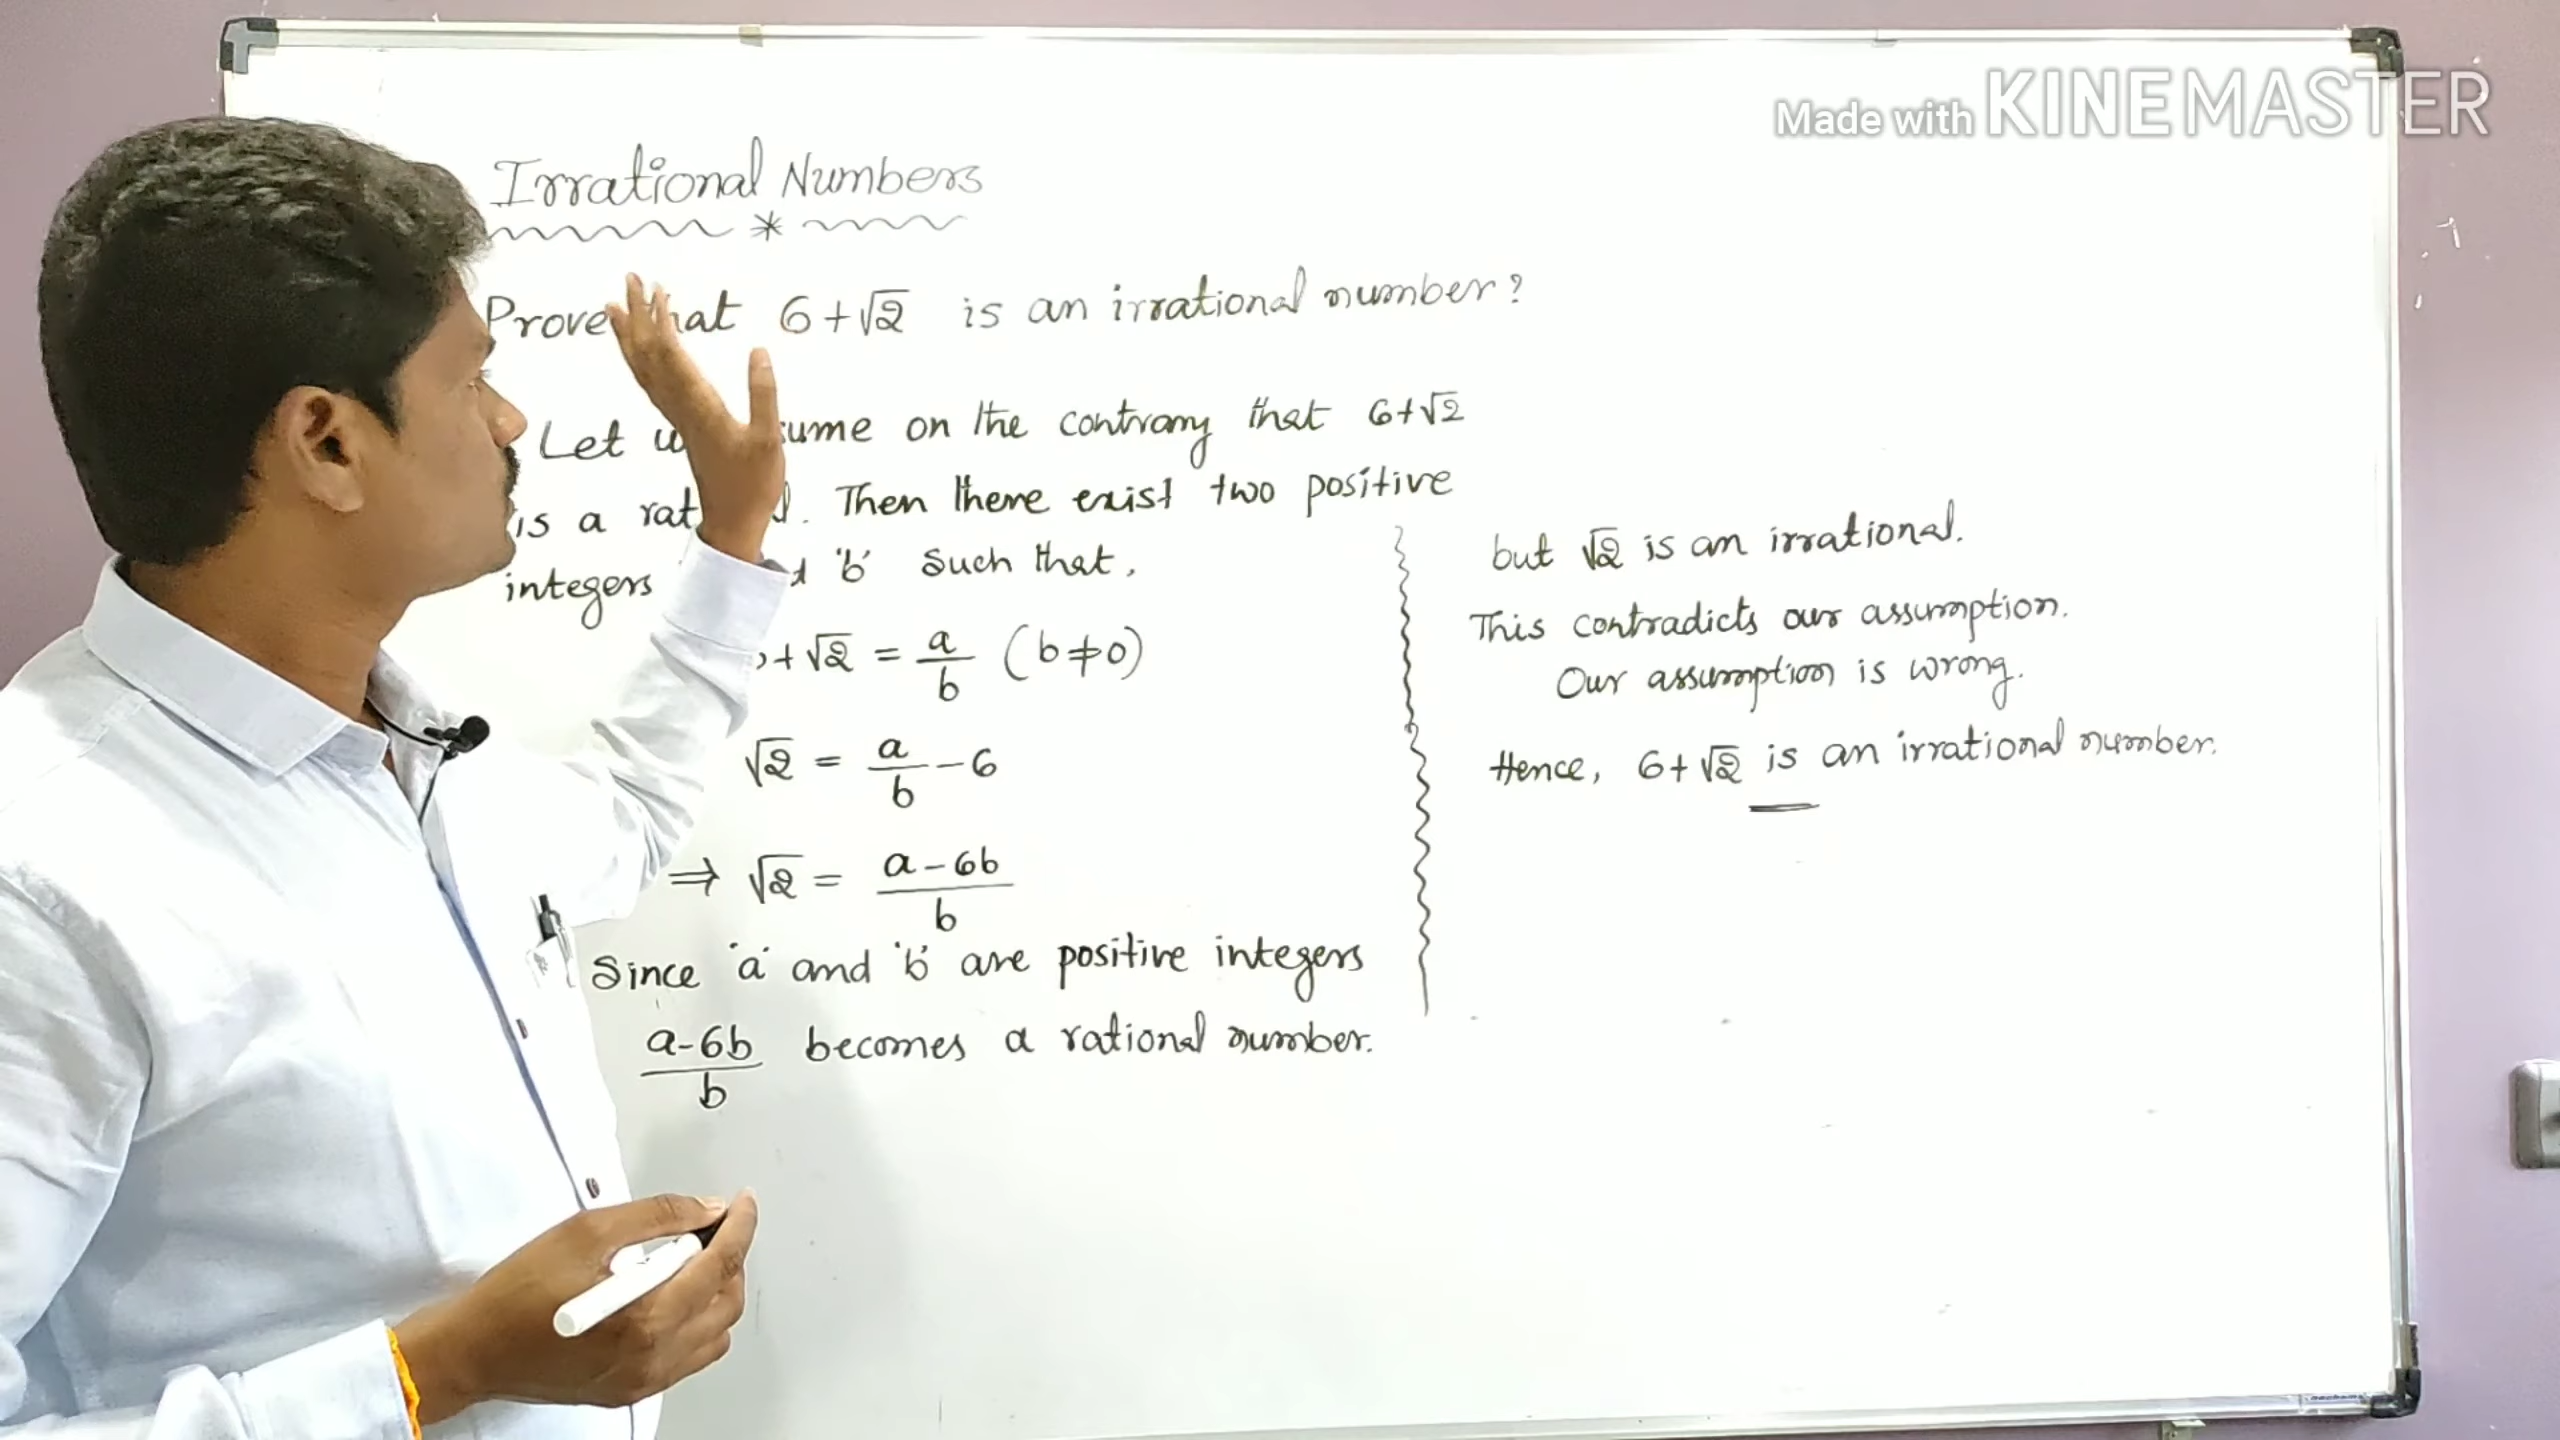 Made with KINEMASTER
Irrational Numbers
Prove that 6+√2 is an irrational number?
Let on the contrary that 6+√2
is a. Then there exist two positive
integers 'b' such that,
+√2 = a/b (b≠0)
√2 = a/b - 6
⇒ √2 = a-6b/b
Since 'a' and 'b' are positive integers
a-6b/b becomes a rational number.
but √2 is an irrational.
This contradicts our assumption.
Our assumption is wrong.
Hence, 6+√2 is an irrational number.